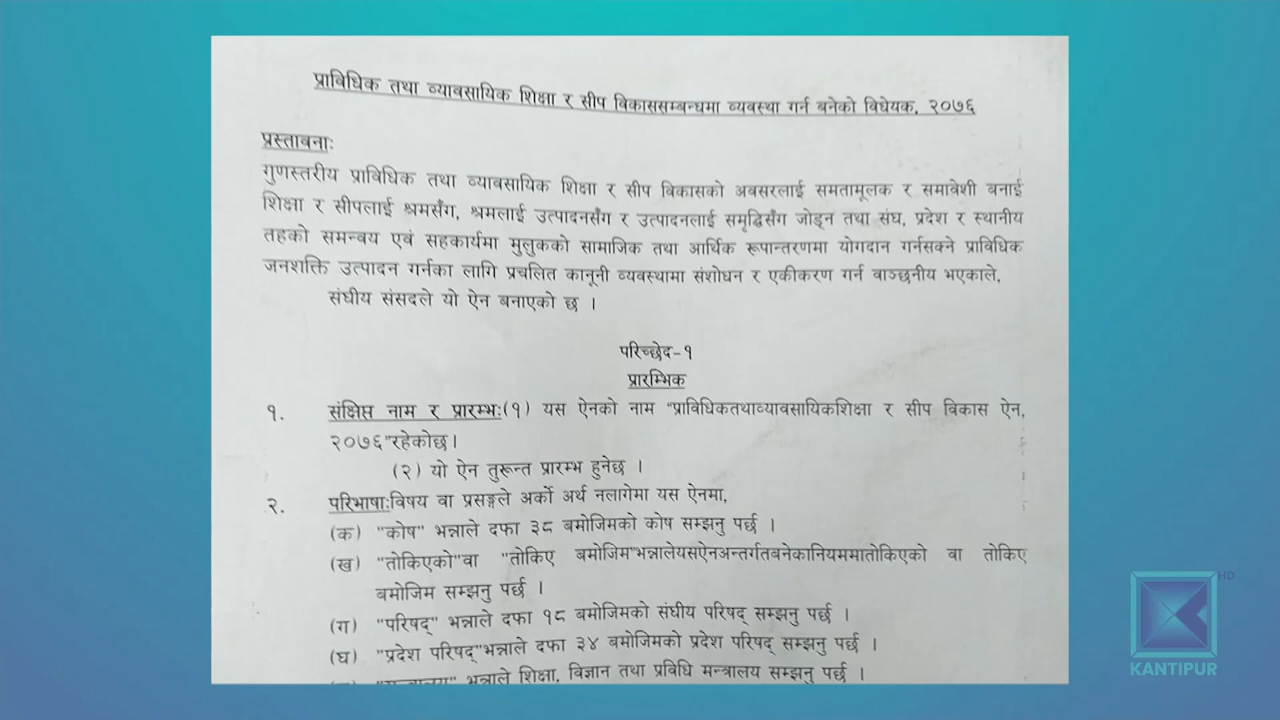 प्राविधिक तथा व्यावसायिक शिक्षा र सीप विकाससम्बन्धमा व्यवस्था गर्न बनेको विधेयक, २०७६
प्रस्तावनाः
गुणस्तरीय प्राविधिक तथा व्यावसायिक शिक्षा र सीप विकासको अवसरलाई समतामूलक र समावेशी बनाई
शिक्षा र सीपलाई श्रमसँग, श्रमलाई उत्पादनसँग र उत्पादनलाई समृद्धिसँग जोड्न तथा संघ, प्रदेश र स्थानीय
तहको समन्वय एवं सहकार्यमा मुलुकको सामाजिक तथा आर्थिक रूपान्तरणमा योगदान गर्नसक्ने प्राविधिक
जनशक्ति उत्पादन गर्नका लागि प्रचलित कानूनी व्यवस्थामा संशोधन र एकीकरण गर्न वाञ्छनीय भएकाले,
संघीय संसदले यो ऐन बनाएको छ ।
परिच्छेद-१
प्रारम्भिक
१. संक्षिप्त नाम र प्रारम्भः(१) यस ऐनको नाम "प्राविधिकतथाव्यावसायिकशिक्षा र सीप विकास ऐन,
२०७६"रहेकोछ।
(२) यो ऐन तुरून्त प्रारम्भ हुनेछ ।
२. परिभाषाःविषय वा प्रसङ्गले अर्को अर्थ नलागेमा यस ऐनमा,
(क) "कोष" भन्नाले दफा ३८ बमोजिमको कोष सम्झनु पर्छ ।
(ख) "तोकिएको"वा "तोकिए बमोजिम"भन्नालेयसऐनअन्तर्गतबनेकानियममातोकिएको वा तोकिए
बमोजिम सम्झनु पर्छ ।
(ग) "परिषद्" भन्नाले दफा १८ बमोजिमको संघीय परिषद् सम्झनु पर्छ ।
(घ) "प्रदेश परिषद्"भन्नाले दफा ३४ बमोजिमको प्रदेश परिषद् सम्झनु पर्छ ।
भन्नाले शिक्षा, विज्ञान तथा प्रविधि मन्त्रालय सम्झनु पर्छ ।
HD
KANTIPUR